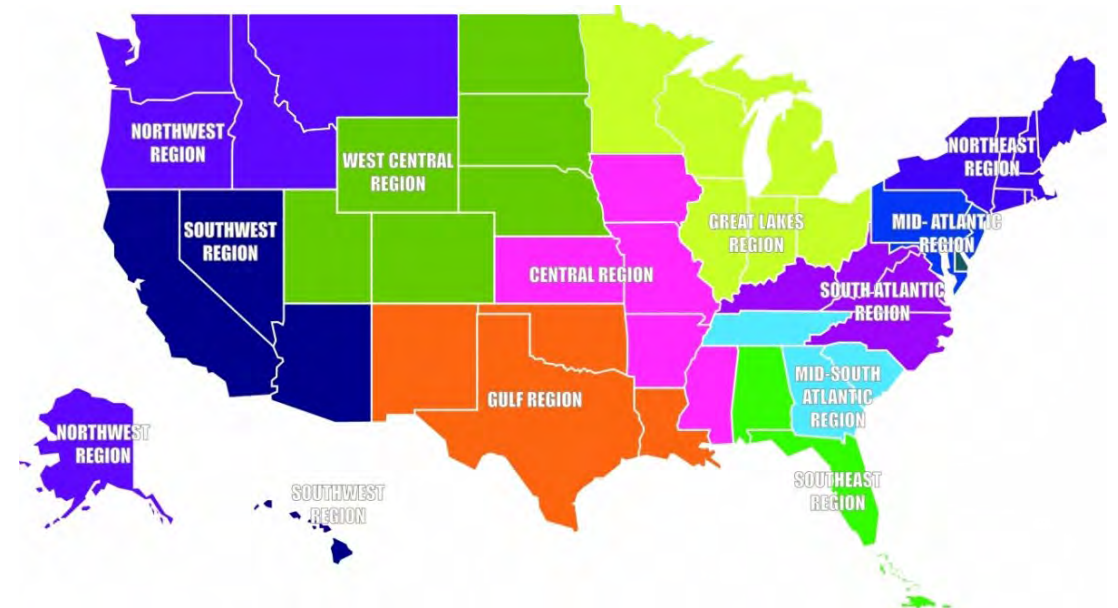 NORTHWEST
REGION
WEST CENTRAL
REGION
NORTHEAST
REGION
SOUTHWEST
REGION
GREAT LAKES
REGION
MID- ATLANTIC
REGION
CENTRAL REGION
SOUTH ATLANTIC
REGION
GULF REGION
MID-SOUTH
ATLANTIC
REGION
NORTHWEST
REGION
SOUTHWEST
REGION
SOUTHEAST
REGION